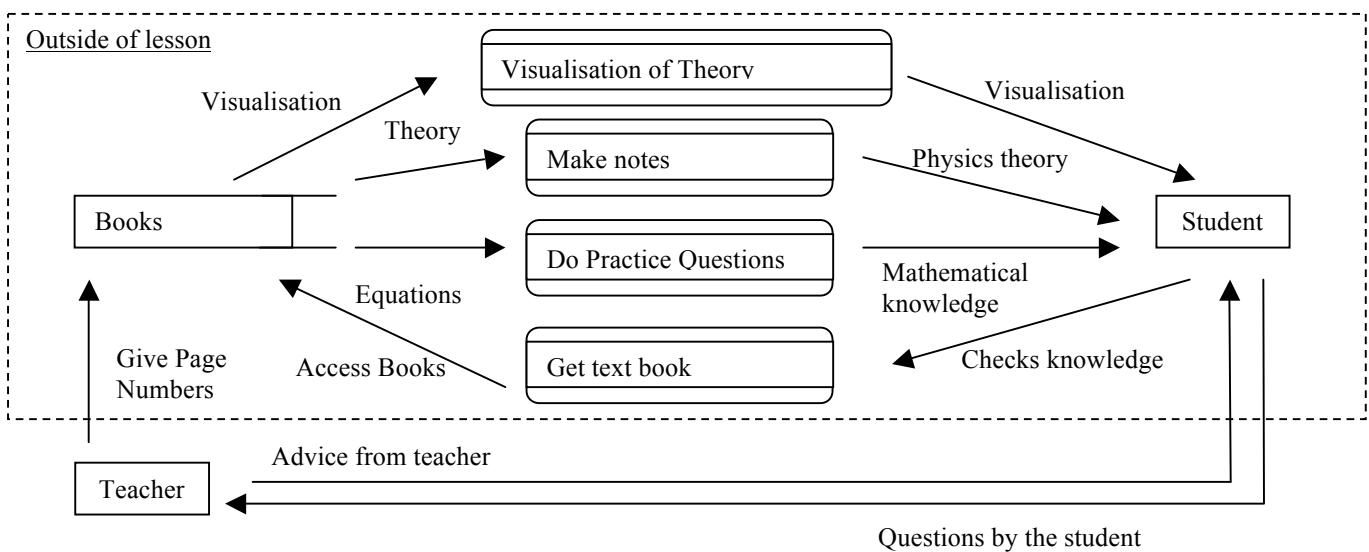 Outside of lesson
Visualisation of Theory
Visualisation
Visualisation
Theory
Make notes
Physics theory
Books
Student
Do Practice Questions
Equations
Mathematical
knowledge
Give Page
Numbers
Access Books
Get text book
Checks knowledge
Teacher
Advice from teacher
Questions by the student